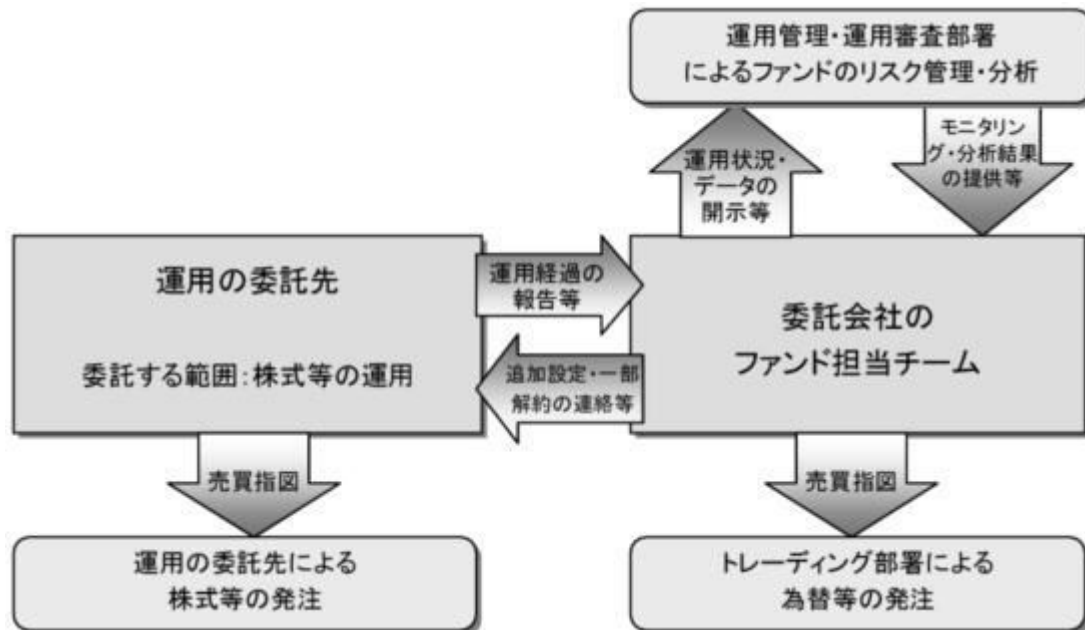 運用管理・運用審査部署
によるファンドのリスク管理・分析
運用状況・
データの
開示等
モニタリン
グ・分析結果
の提供等
運用の委託先
委託する範囲:株式等の運用
運用経過の
報告等
追加設定・一部
解約の連絡等
委託会社の
ファンド担当チーム
売買指図
売買指図
運用の委託先による
株式等の発注
トレーディング部署による
為替等の発注